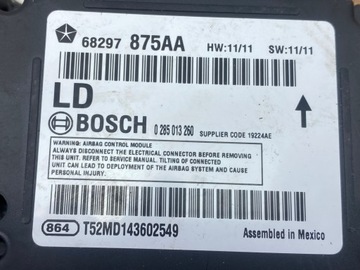 68297 875AA HW:11/11 SW:11/11
LD
BOSCH 0 285 013 260 SUPPLIER CODE 19224AE
WARNING: AIRBAG CONTROL MODULE
ALWAYS DISCONNECT THE ELECTRICAL CONNECTOR BEFORE REMOVING
THIS UNIT. REFER TO SERVICE MANUAL. TILTING OF CONNECTED
UNIT CAN LEAD TO DEPLOYMENT OF THE AIRBAG SYSTEM AND CAUSE
PERSONAL INJURY.
864 T52MD143602549 Assembled in Mexico